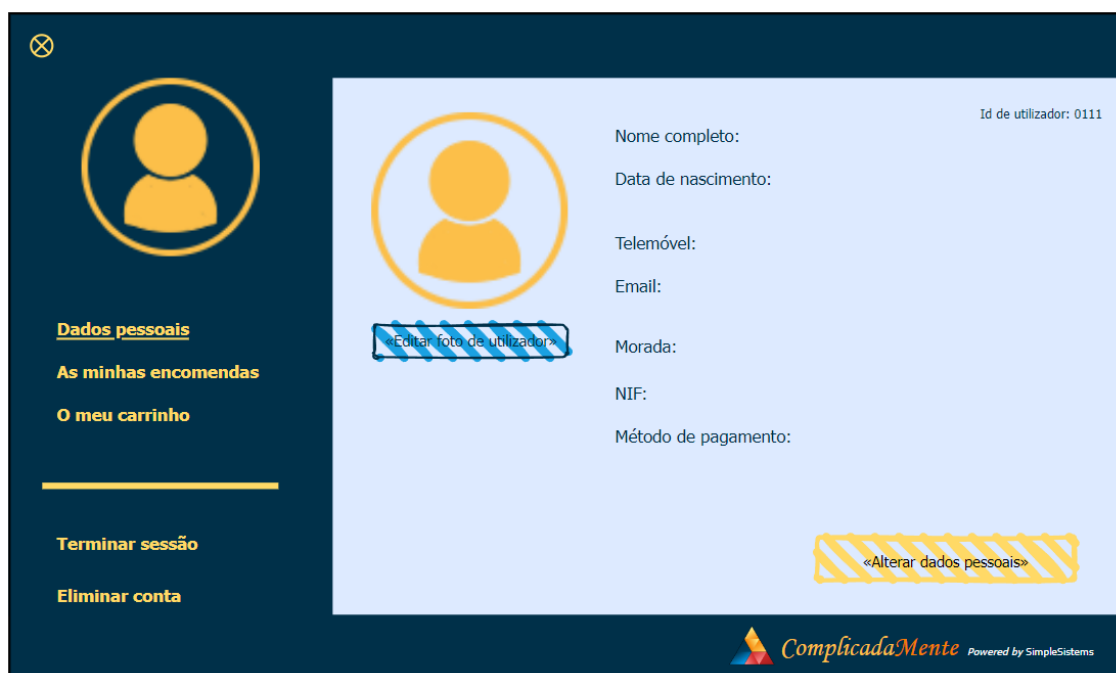 Dados pessoais
As minhas encomendas
O meu carrinho
Terminar sessão
Eliminar conta
«Editar foto de utilizador»
Id de utilizador: 0111
Nome completo:
Data de nascimento:
Telemóvel:
Email:
Morada:
NIF:
Método de pagamento:
«Alterar dados pessoais»
ComplicadaMente Powered by SimpleSistems